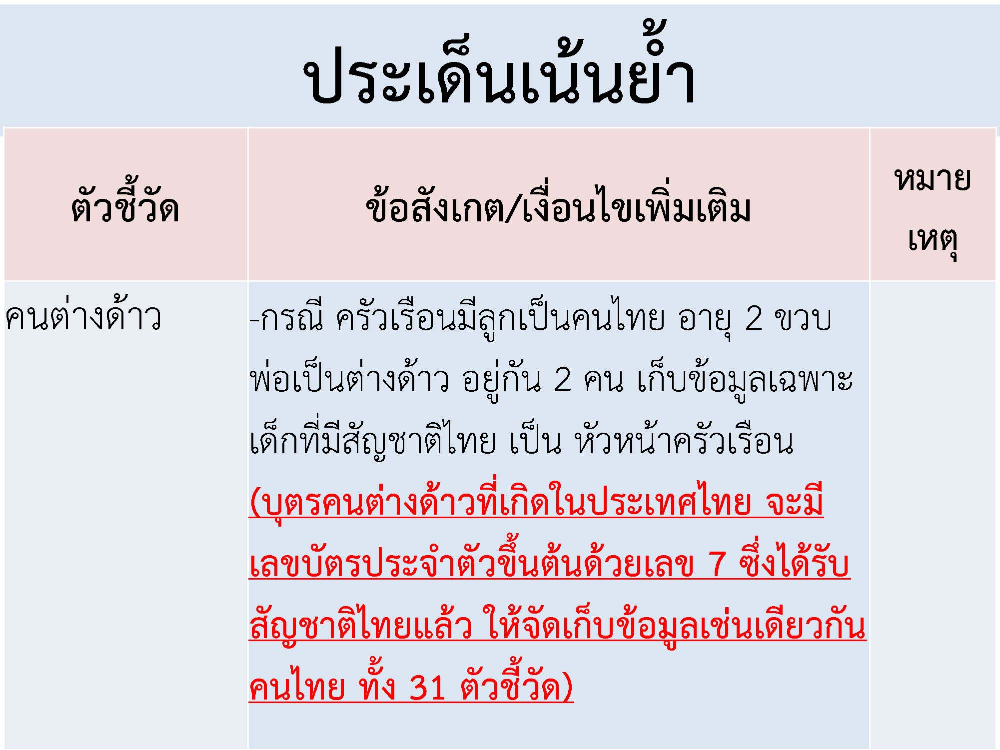 ประเด็นเน้นย้ำ
ตัวชี้วัด
ข้อสังเกต/เงื่อนไขเพิ่มเติม
หมาย
เหตุ
คนต่างด้าว
-กรณี ครัวเรือนมีลูกเป็นคนไทย อายุ 2 ขวบ
พ่อเป็นต่างด้าว อยู่กัน 2 คน เก็บข้อมูลเฉพาะ
เด็กที่มีสัญชาติไทย เป็น หัวหน้าครัวเรือน
(บุตรคนต่างด้าวที่เกิดในประเทศไทย จะมี
เลขบัตรประจำตัวขึ้นต้นด้วยเลข 7 ซึ่งได้รับ
สัญชาติไทยแล้ว ให้จัดเก็บข้อมูลเช่นเดียวกัน
คนไทย ทั้ง 31 ตัวชี้วัด)